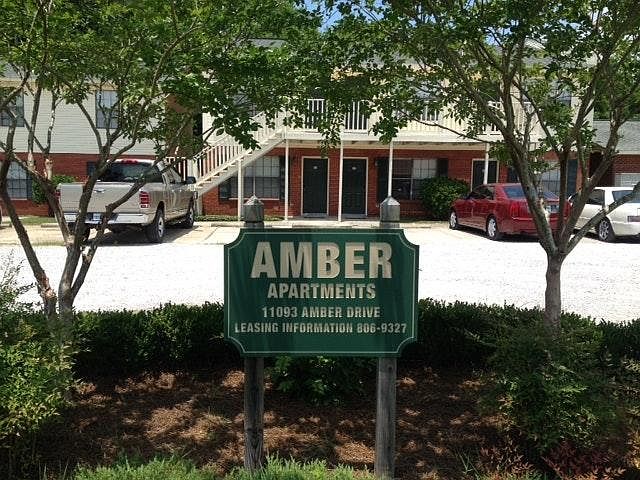 AMBER
APARTMENTS
11093 AMBER DRIVE
LEASING INFORMATION 806-9327